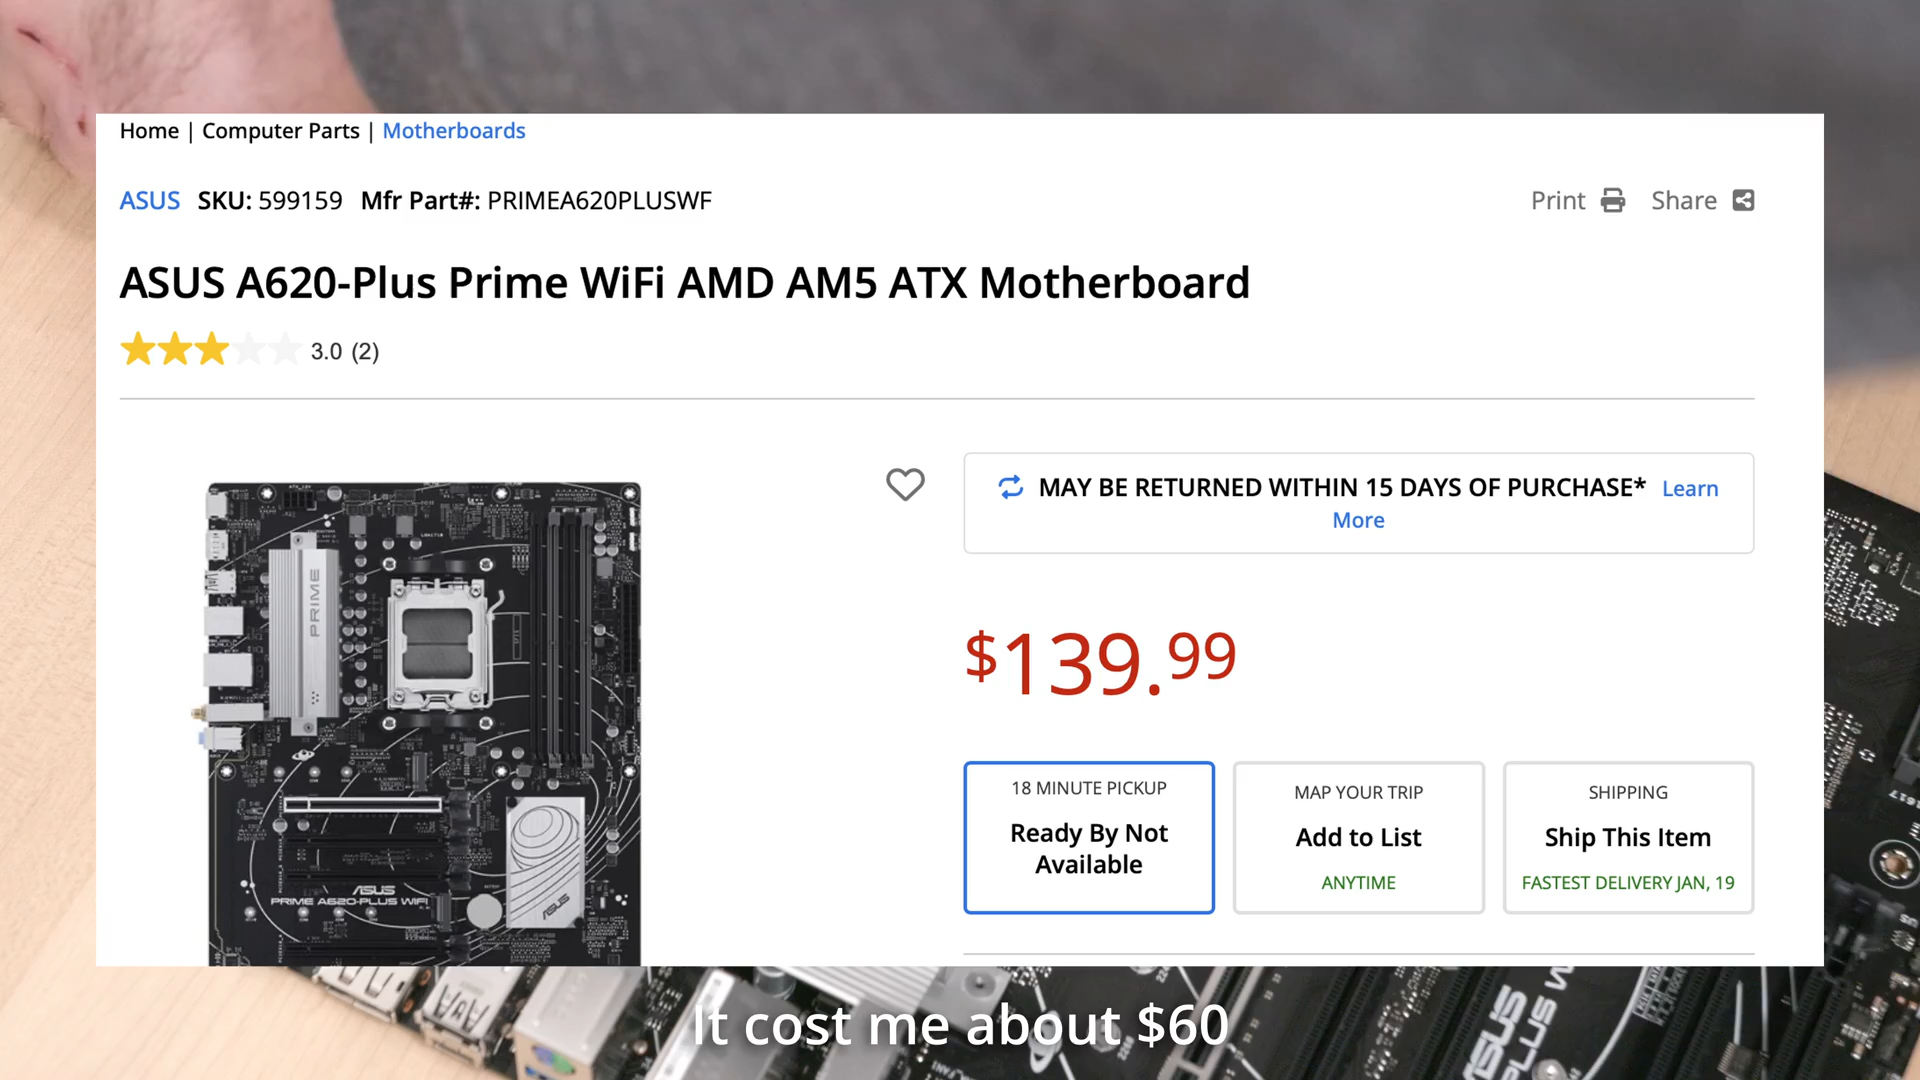 Home | Computer Parts | Motherboards
ASUS SKU: 599159 Mfr Part#: PRIMEA620PLUSWF
Print Share
ASUS A620-Plus Prime WiFi AMD AM5 ATX Motherboard
3.0 (2)
MAY BE RETURNED WITHIN 15 DAYS OF PURCHASE* Learn
More
PRIME
$139.99
18 MINUTE PICKUP
Ready By Not
Available
MAP YOUR TRIP
Add to List
ANYTIME
SHIPPING
Ship This Item
FASTEST DELIVERY JAN, 19
ASUS
PRIME A620-PLUS WIFI
ASUS
It cost me about $60
ASUS